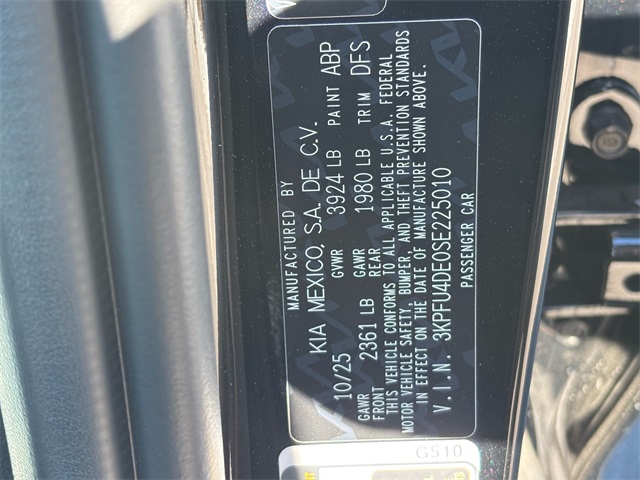 MANUFACTURED BY
KIA MEXICO, S.A. DE C.V.
10/25 GVWR 3924 LB PAINT ABP
GAWR FRONT 2361 LB GAWR REAR 1980 LB TRIM DFS
THIS VEHICLE CONFORMS TO ALL APPLICABLE U.S.A. FEDERAL
MOTOR VEHICLE SAFETY, BUMPER, AND THEFT PREVENTION STANDARDS
IN EFFECT ON THE DATE OF MANUFACTURE SHOWN ABOVE.
V.I.N. 3KPFU4DE0SE225010
PASSENGER CAR
G510